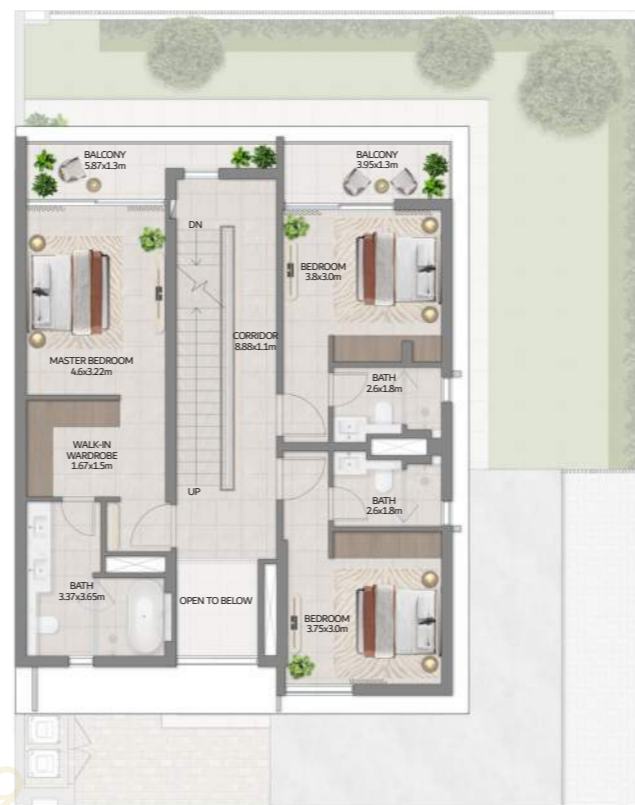 BALCONY
5.87x1.3m
BALCONY
3.95x1.3m
DN
BEDROOM
3.8x3.0m
CORRIDOR
8.88x1.1m
MASTER BEDROOM
4.6x3.22m
BATH
2.6x1.8m
WALK-IN
WARDROBE
1.67x1.5m
UP
BATH
2.6x1.8m
BATH
3.37x3.65m
OPEN TO BELOW
BEDROOM
3.75x3.0m